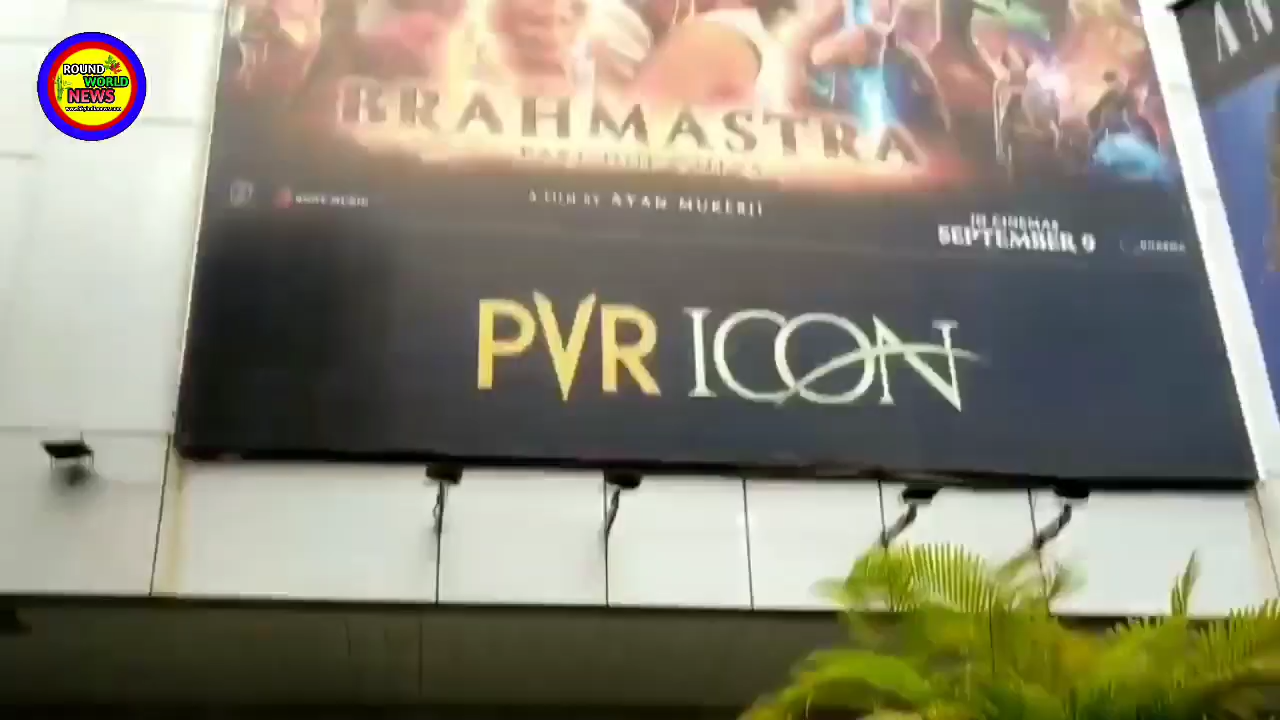 ROUND
WORLD
NEWS
BRAHMASTRA
A FILM BY AYAN MUKERJI
IN CINEMAS
SEPTEMBER 9
PVR ICON